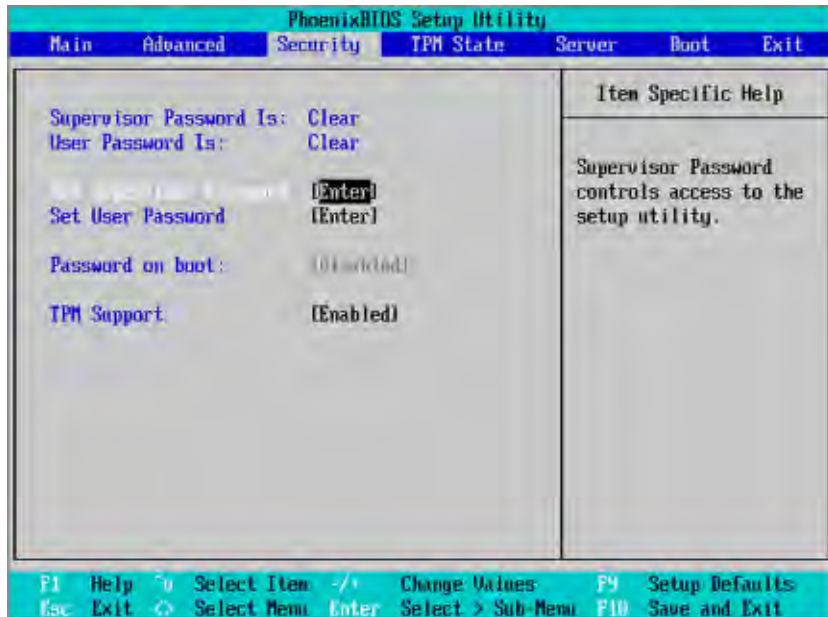 PhoenixBIOS Setup Utility
Main Advanced Security TPM State Server Boot Exit
Supervisor Password Is: Clear
User Password Is: Clear
[Enter]
Set User Password [Enter]
Password on boot:
TPM Support [Enabled]
Item Specific Help
Supervisor Password
controls access to the
setup utility.
F1 Help Select Item -/+ Change Values F9 Setup Defaults
Esc Exit <> Select Menu Enter Select > Sub-Menu F10 Save and Exit